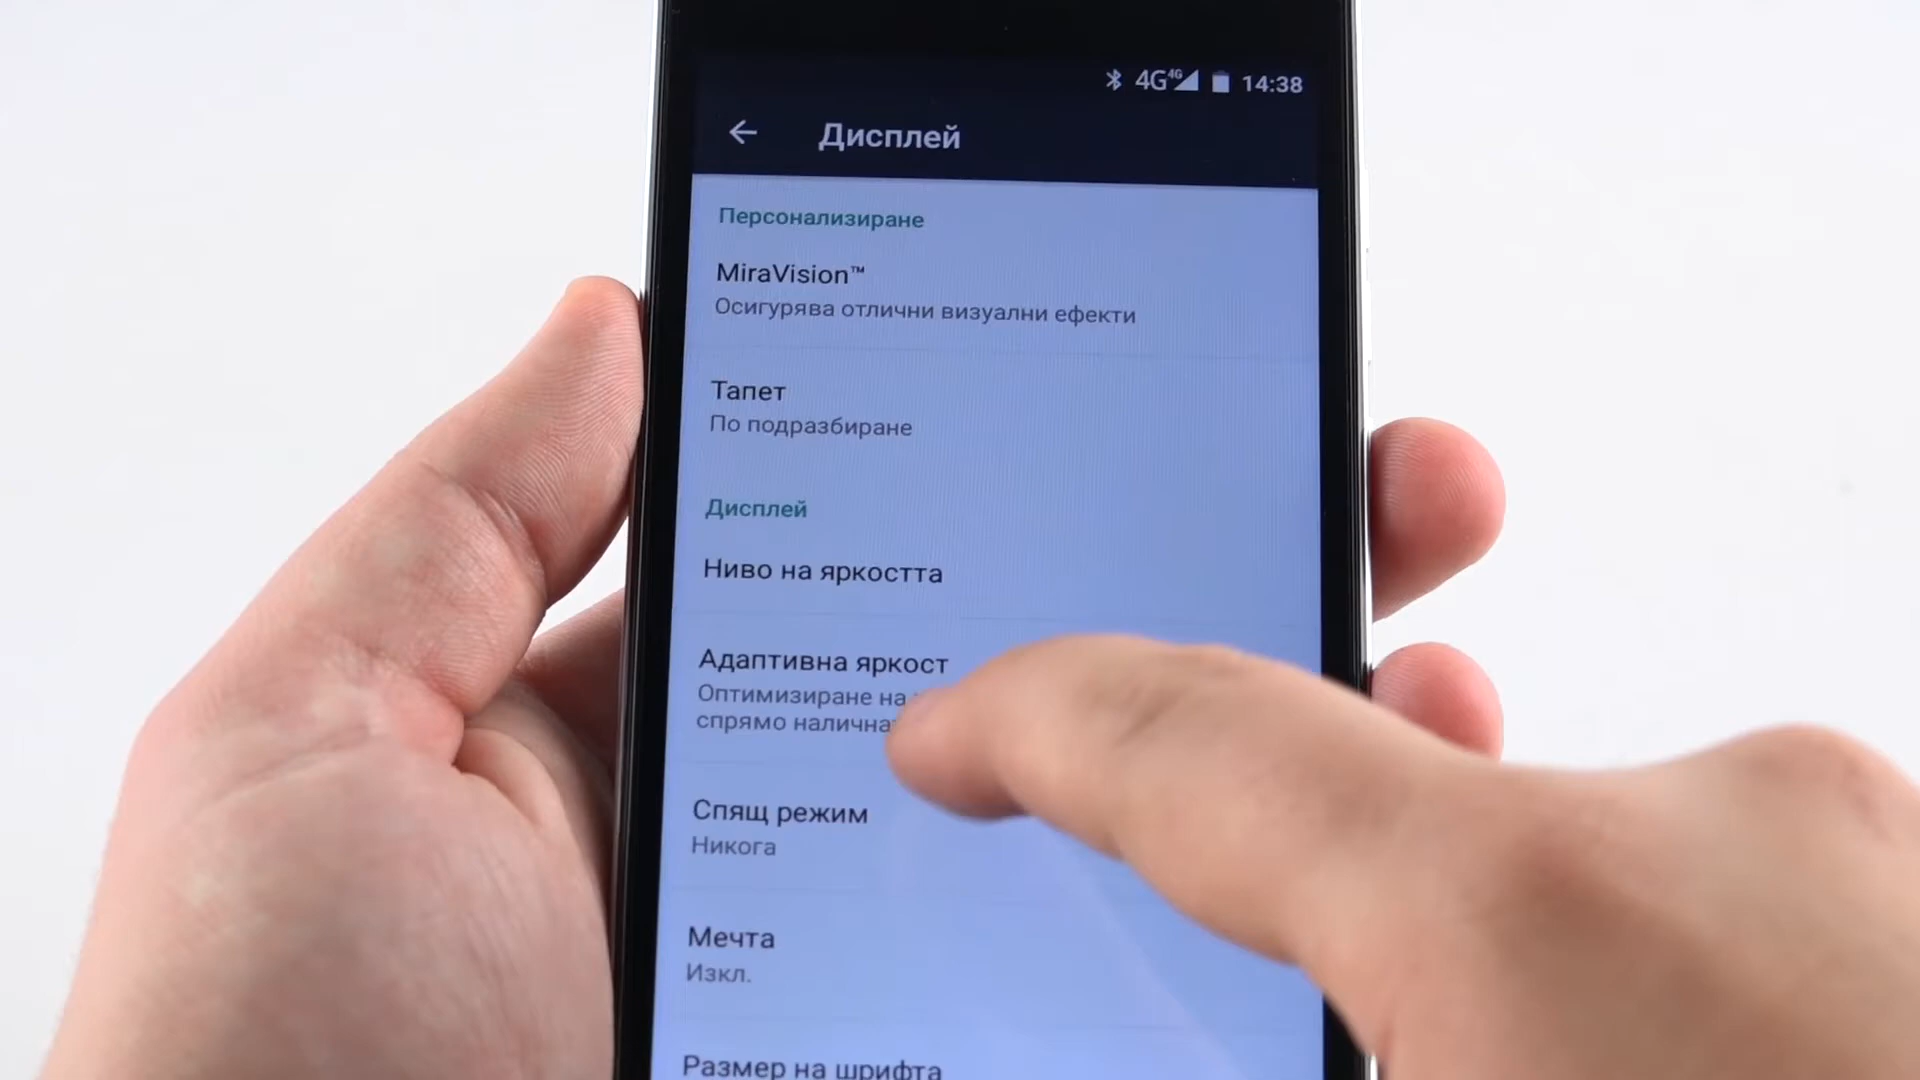 4G 4G 14:38
Дисплей
Персонализиране
MiraVision™
Осигурява отлични визуални ефекти
Тапет
По подразбиране
Дисплей
Ниво на яркостта
Адаптивна яркост
Оптимизиране на
спрямо
Спящ режим
Никога
Мечта
Изкл.
Размер на шрифта